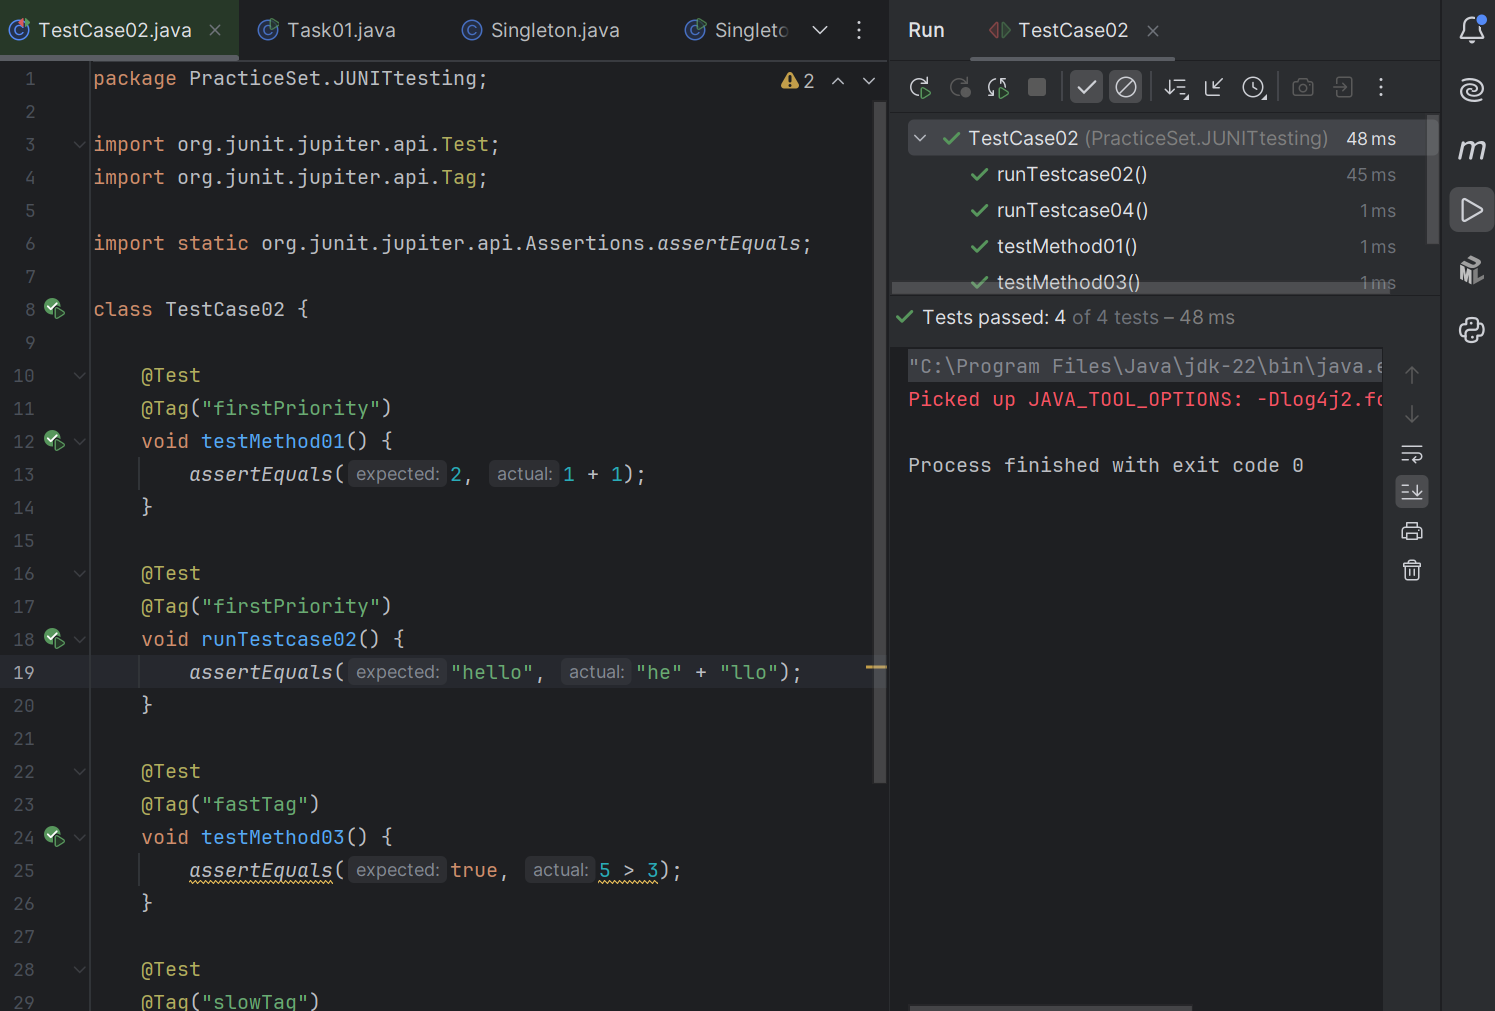 TestCase02.java
Task01.java
Singleton.java
Singleto
1 package PracticeSet.JUNITtesting;
2
3 import org.junit.jupiter.api.Test;
4 import org.junit.jupiter.api.Tag;
5
6 import static org.junit.jupiter.api.Assertions.assertEquals;
7
8 class TestCase02 {
9
10 @Test
11 @Tag("firstPriority")
12 void testMethod01() {
13 assertEquals( expected: 2, actual: 1 + 1);
14 }
15
16 @Test
17 @Tag("firstPriority")
18 void runTestcase02() {
19 assertEquals( expected: "hello", actual: "he" + "llo");
20 }
21
22 @Test
23 @Tag("fastTag")
24 void testMethod03() {
25 assertEquals( expected: true, actual: 5 > 3);
26 }
27
28 @Test
29 @Tag("slowTag")
2
Run
TestCase02
TestCase02 (PracticeSet.JUNITtesting) 48 ms
runTestcase02() 45 ms
runTestcase04() 1 ms
testMethod01() 1 ms
testMethod03() 1 ms
Tests passed: 4 of 4 tests – 48 ms
"C:\Program Files\Java\jdk-22\bin\java.e
Picked up JAVA_TOOL_OPTIONS: -Dlog4j2.fo
Process finished with exit code 0
m
UML